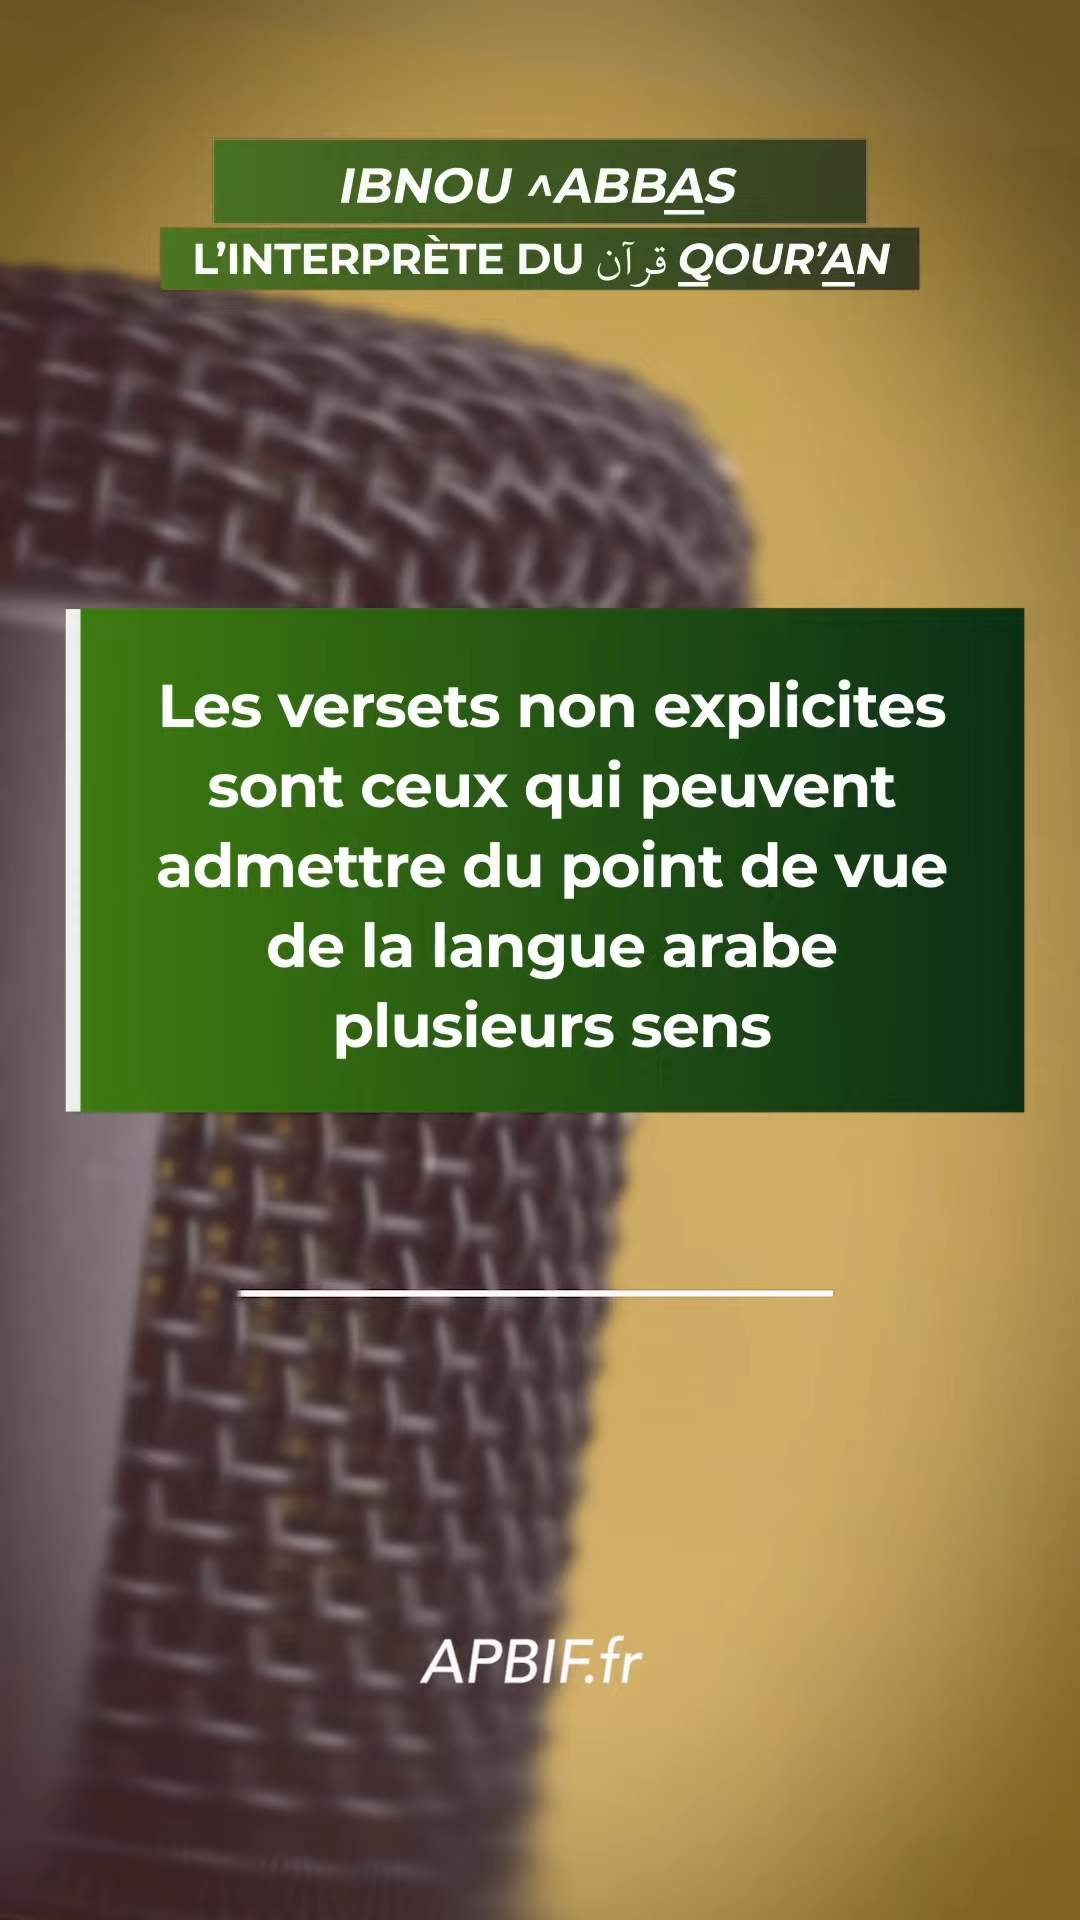 IBNOU ^ABBAS
L'INTERPRÈTE DU قرآن QOUR'AN
Les versets non explicites
sont ceux qui peuvent
admettre du point de vue
de la langue arabe
plusieurs sens
APBIF.fr